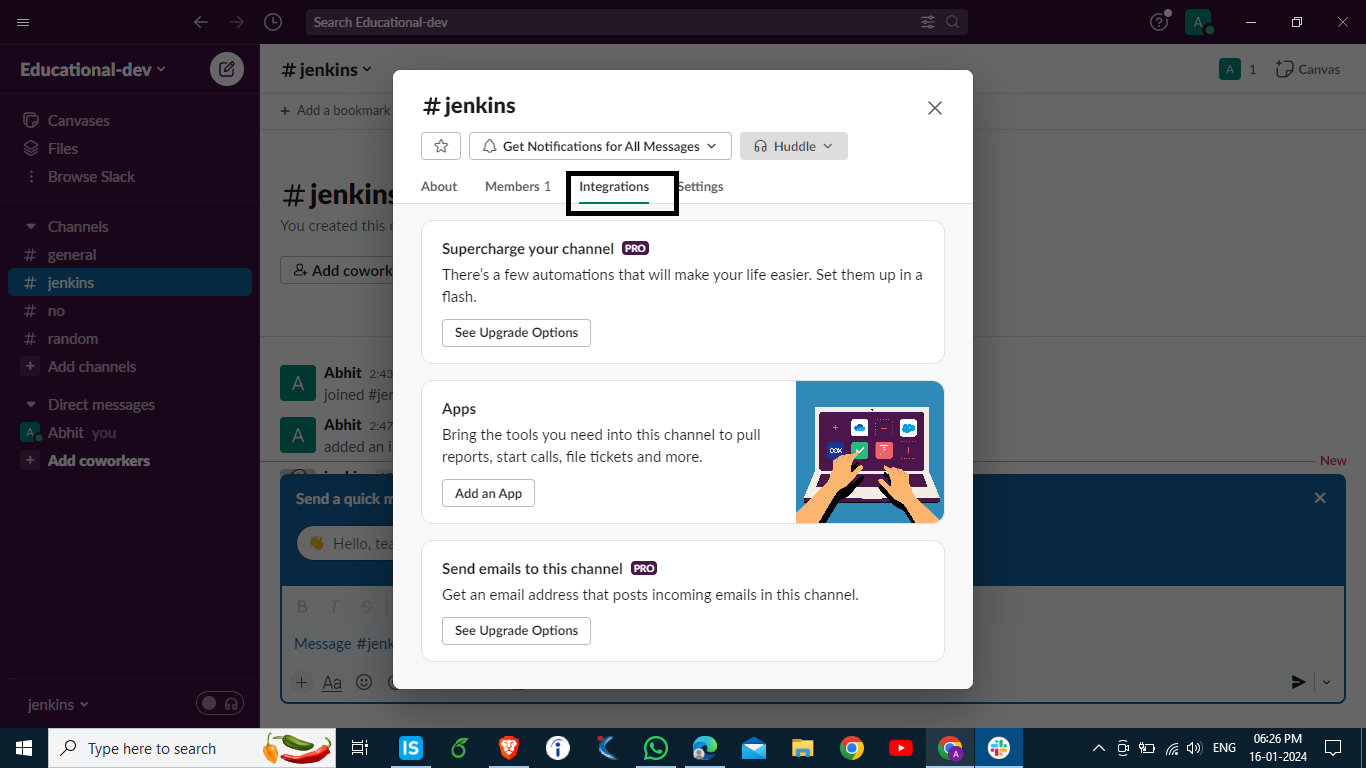 Search Educational-dev
A
Educational-dev
# jenkins
A 1
Canvas
+ Add a bookmark
Canvases
Files
Browse Slack
Channels
# general
# jenkins
# no
# random
+ Add channels
Direct messages
A Abhit you
+ Add coworkers
jenkins
# jenkins
You created this
Add cowork
A
Abhit 2:43
joined #jer
A
Abhit 2:47
added an i
New
Send a quick m
Hello, tea
B I S
Message #jenk
Aa
# jenkins
Get Notifications for All Messages
Huddle
About
Members 1
Integrations
Settings
Supercharge your channel PRO
There's a few automations that will make your life easier. Set them up in a
flash.
See Upgrade Options
Apps
Bring the tools you need into this channel to pull
reports, start calls, file tickets and more.
Add an App
Send emails to this channel PRO
Get an email address that posts incoming emails in this channel.
See Upgrade Options
Type here to search
IS
ENG
06:26 PM
16-01-2024